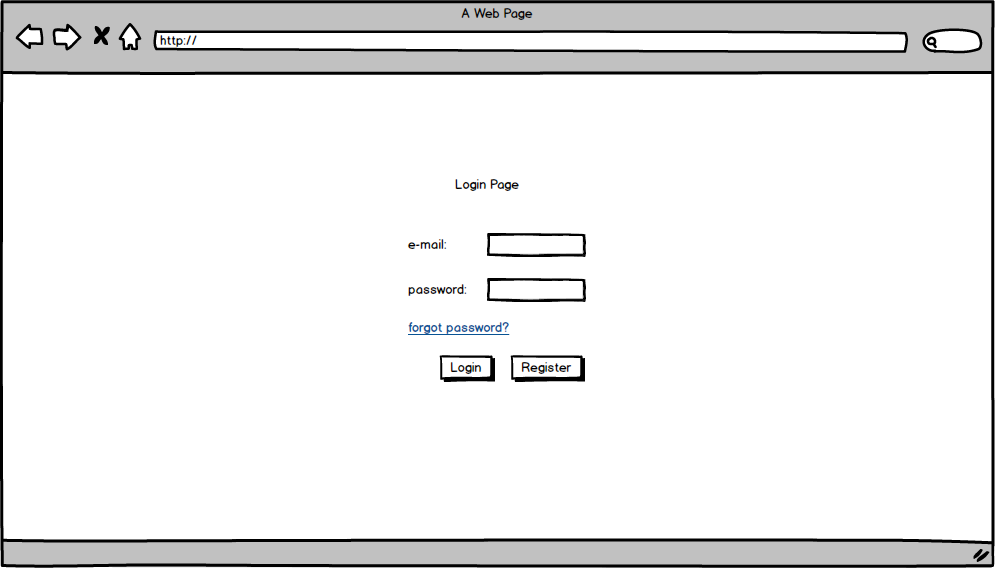 A Web Page
http://
Login Page
e-mail:
password:
forgot password?
Login Register